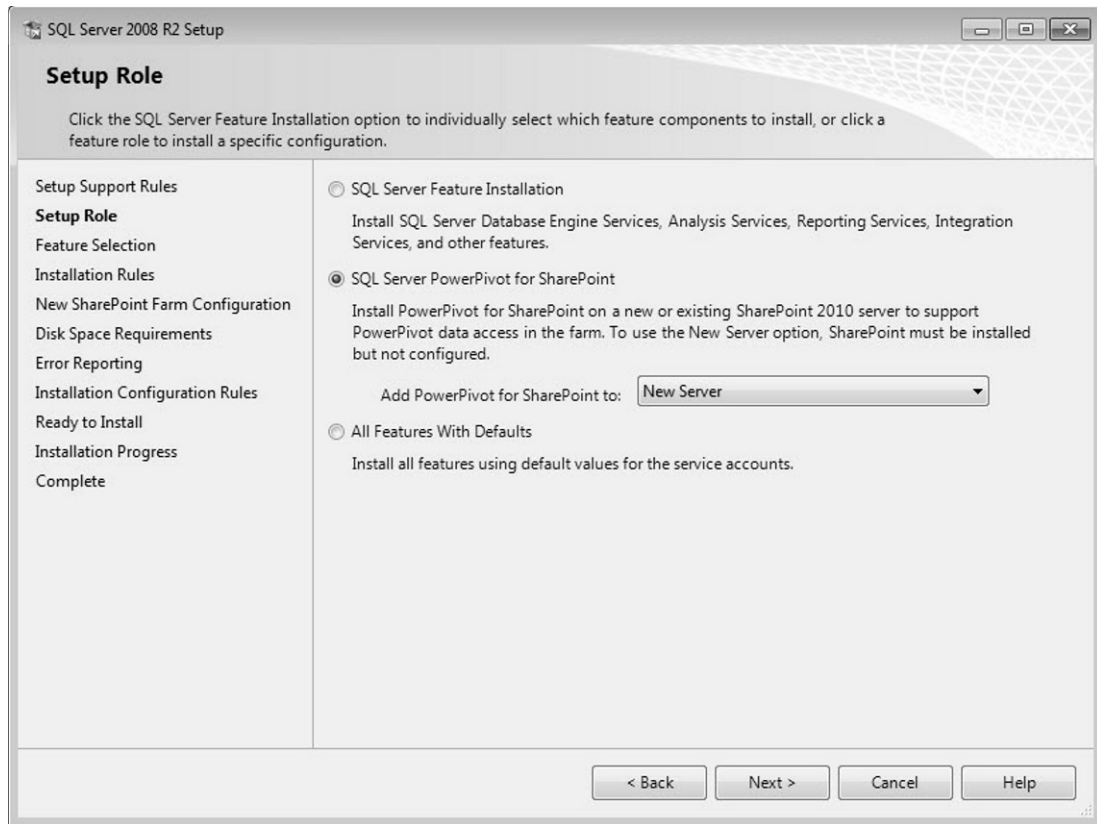 SQL Server 2008 R2 Setup
Setup Role
Click the SQL Server Feature Installation option to individually select which feature components to install, or click a
feature role to install a specific configuration.
Setup Support Rules
Setup Role
Feature Selection
Installation Rules
New SharePoint Farm Configuration
Disk Space Requirements
Error Reporting
Installation Configuration Rules
Ready to Install
Installation Progress
Complete
SQL Server Feature Installation
Install SQL Server Database Engine Services, Analysis Services, Reporting Services, Integration
Services, and other features.
SQL Server PowerPivot for SharePoint
Install PowerPivot for SharePoint on a new or existing SharePoint 2010 server to support
PowerPivot data access in the farm. To use the New Server option, SharePoint must be installed
but not configured.
Add PowerPivot for SharePoint to: New Server
All Features With Defaults
Install all features using default values for the service accounts.
< Back Next > Cancel Help